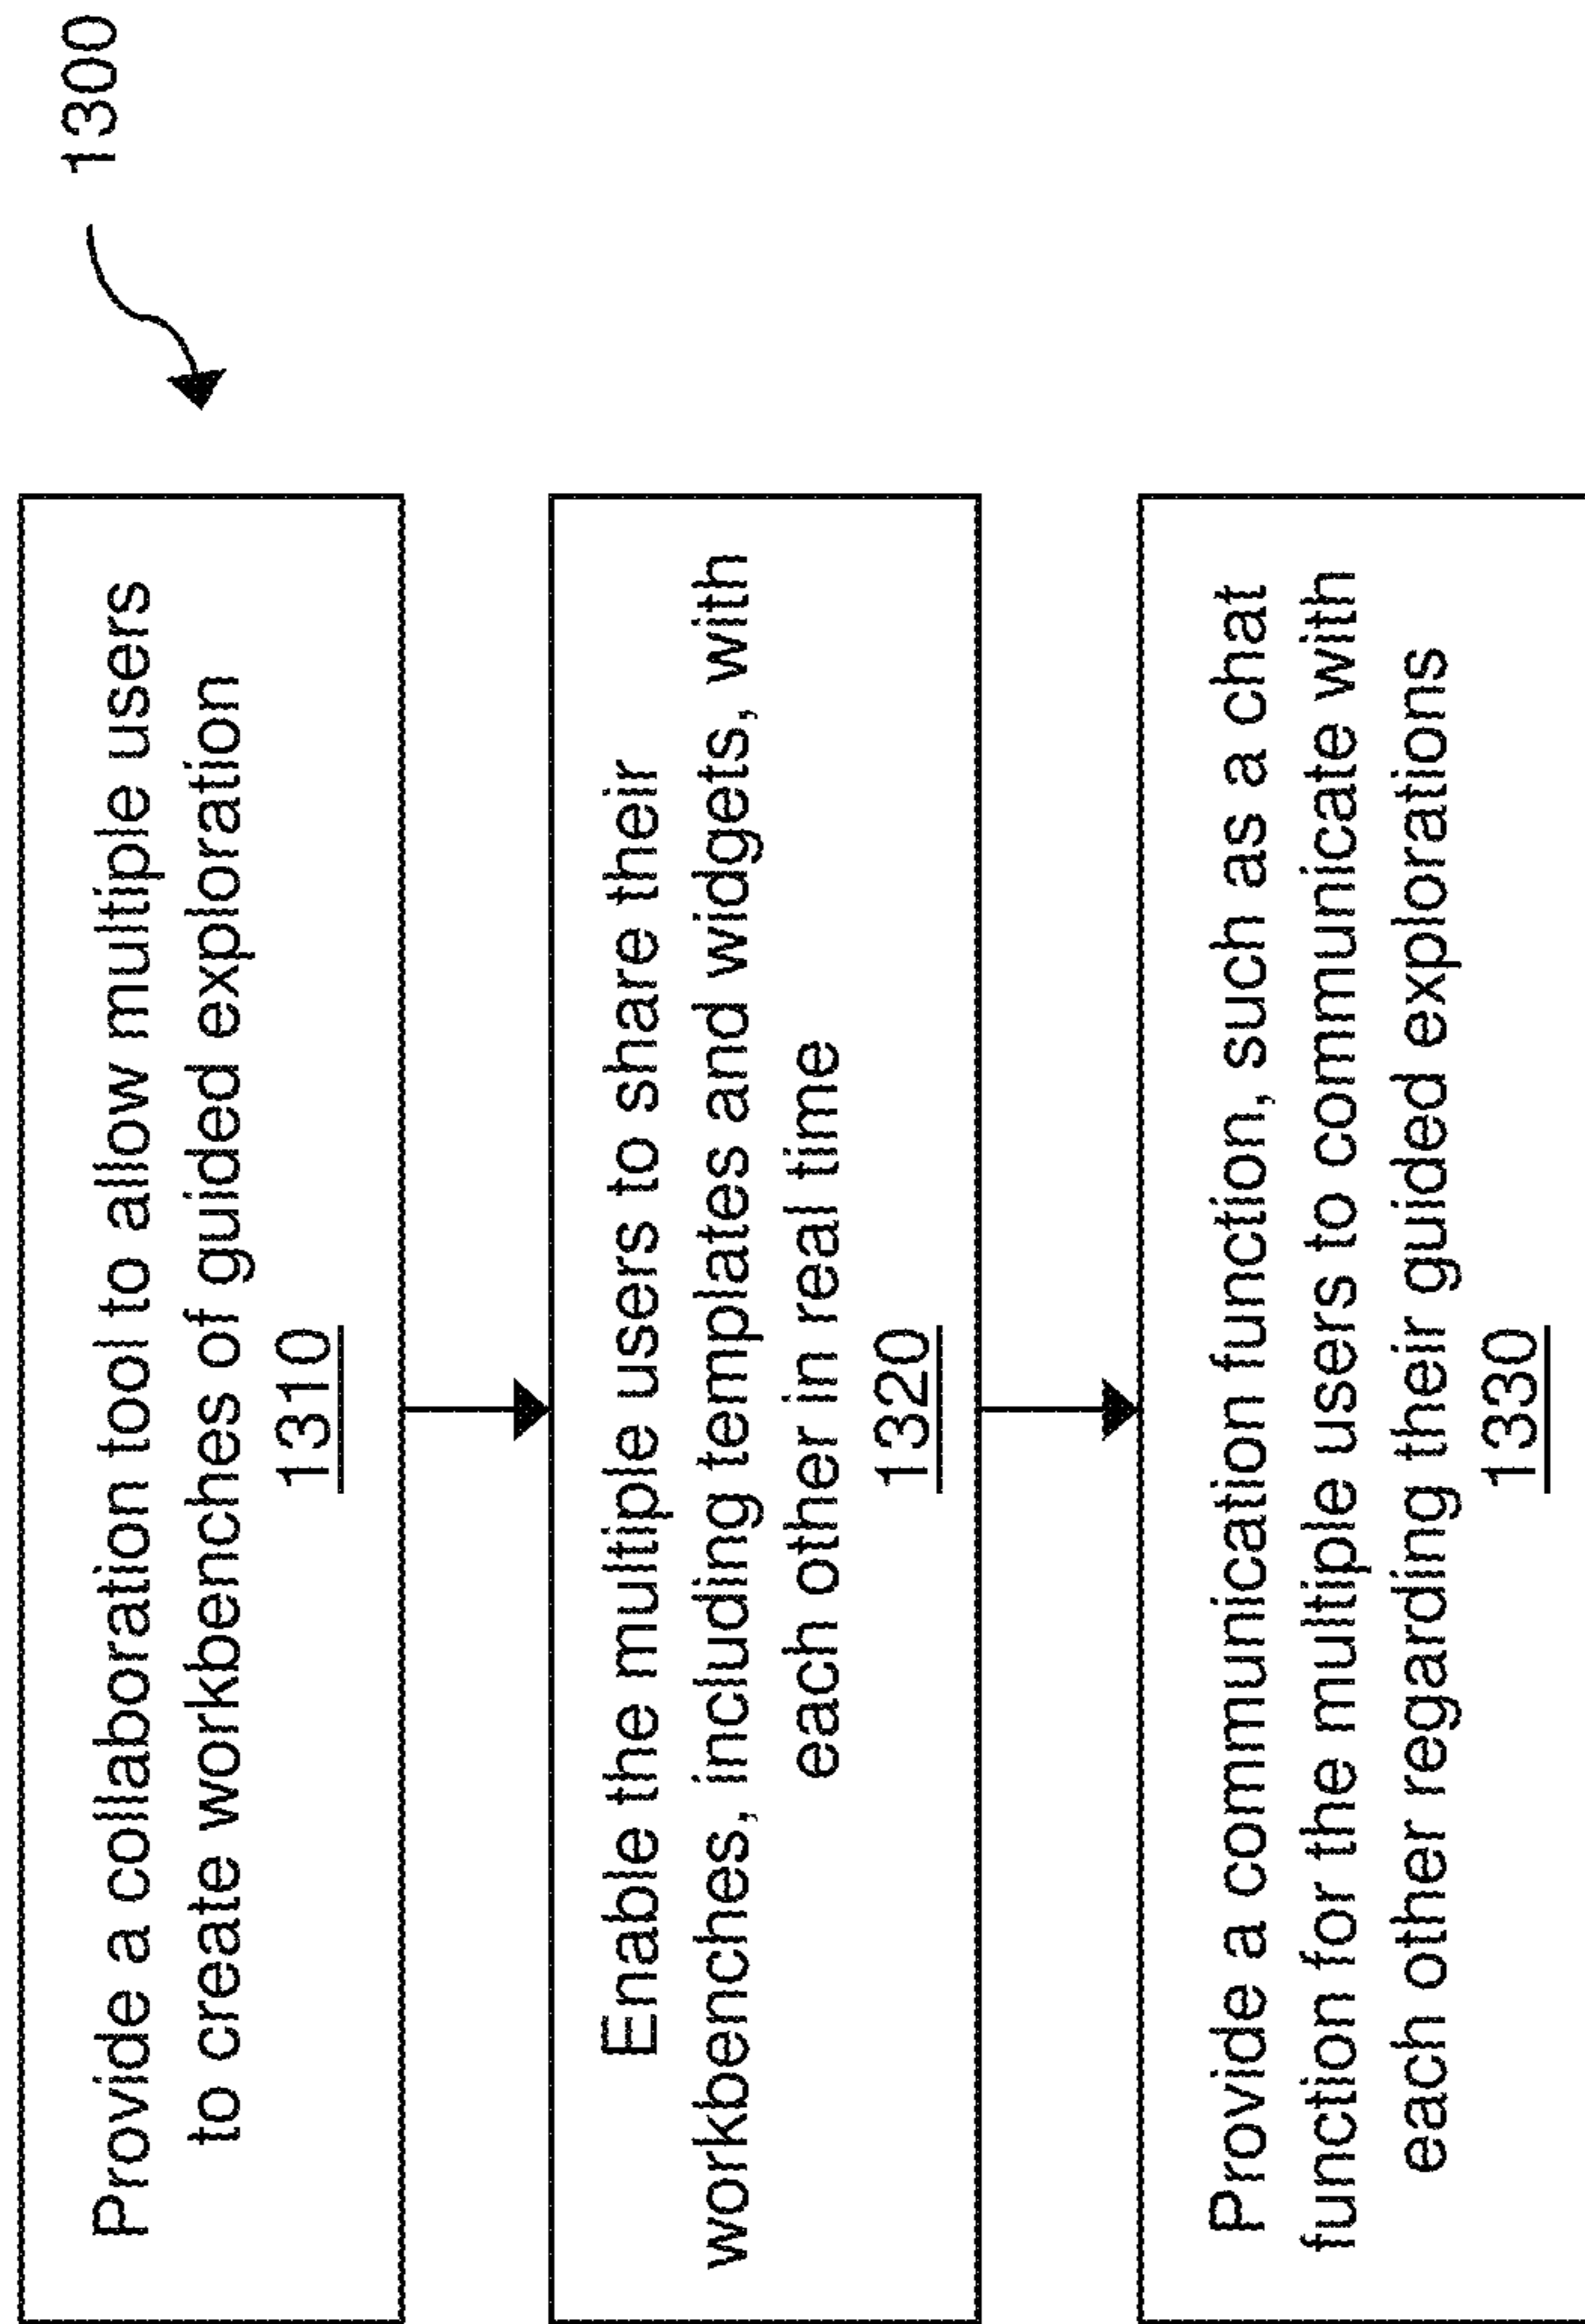 1300
Provide a collaboration tool to allow multiple users
to create workbenches of guided exploration
1310
Enable the multiple users to share their
workbenches, including templates and widgets, with
each other in real time
1320
Provide a communication function, such as a chat
function for the multiple users to communicate with
each other regarding their guided explorations
1330